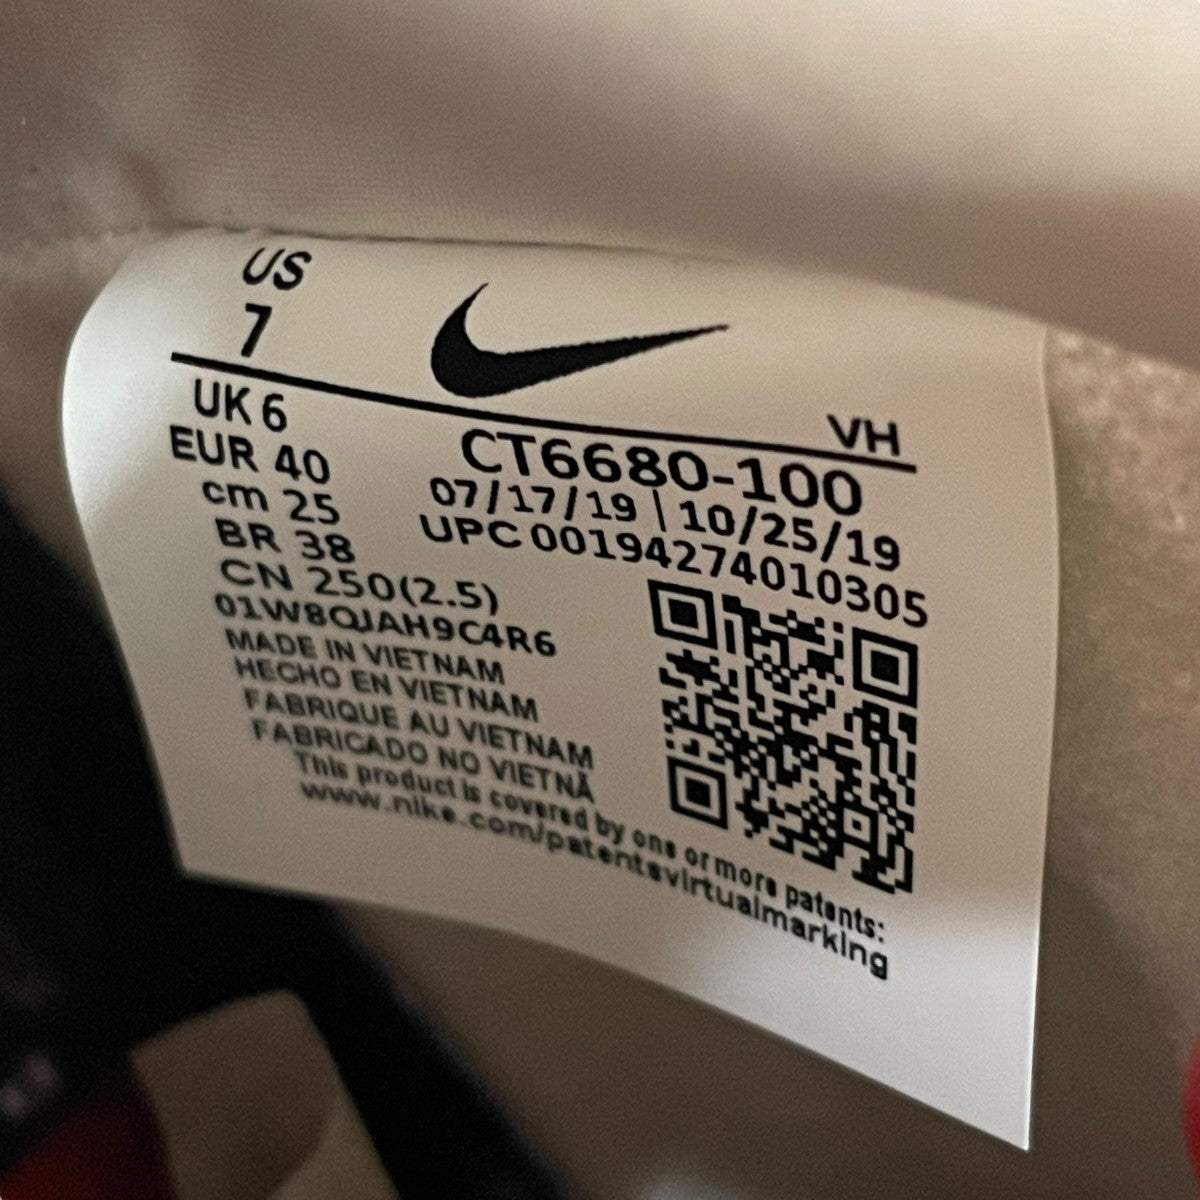 US
7
VH
UK 6
EUR 40
cm 25
BR 38
CN 250(2.5)
CT6680-100
07/17/19 | 10/25/19
UPC 00194274010305
01W8QJAH9C4R6
MADE IN VIETNAM
HECHO EN VIETNAM
FABRIQUE AU VIETNAM
FABRICADO NO VIETNÃ
This product is covered by one or more patents:
www.nike.com/patentsvirtualmarking